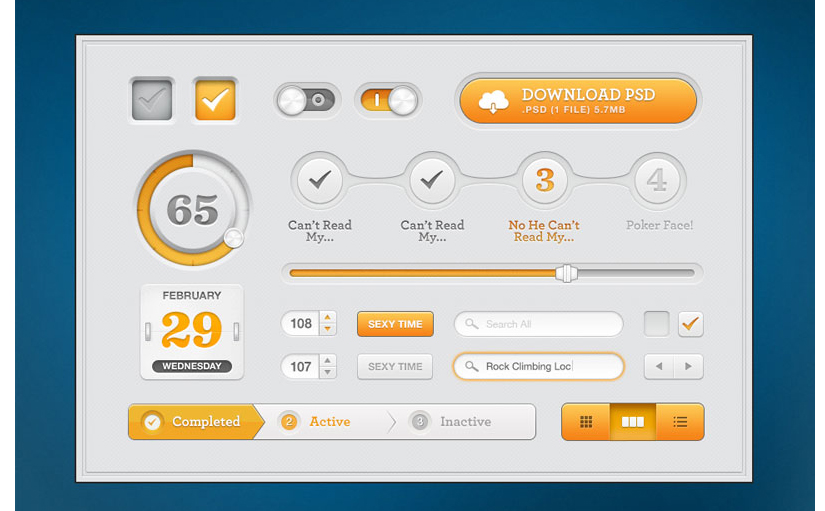 DOWNLOAD PSD
.PSD (1 FILE) 5.7MB
65
3
4
Can't Read
My...
Can't Read
My...
No He Can't
Read My...
Poker Face!
FEBRUARY
29
WEDNESDAY
108
SEXY TIME
Search All
107
SEXY TIME
Rock Climbing Loc
Completed
2
Active
3
Inactive